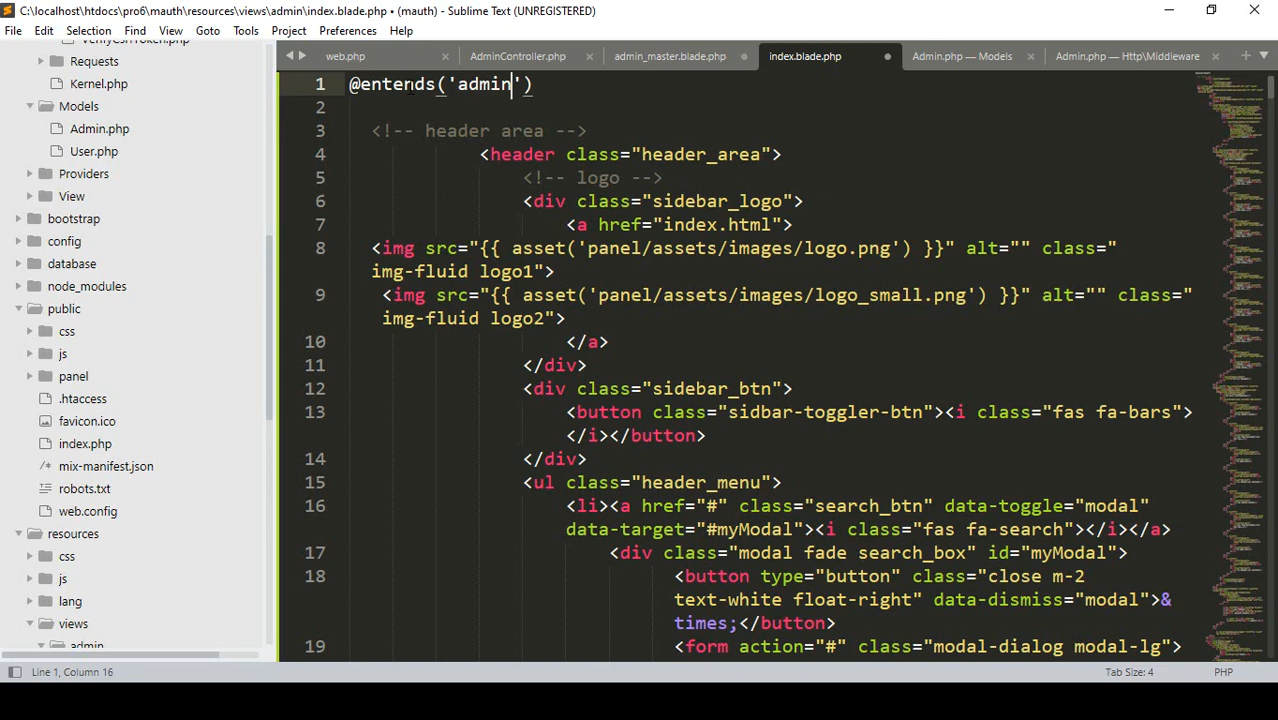 C:\localhost\htdocs\pro6\mauth\resources\views\admin\index.blade.php • (mauth) - Sublime Text (UNREGISTERED)
File Edit Selection Find View Goto Tools Project Preferences Help
web.php AdminController.php admin_master.blade.php index.blade.php Admin.php — Models Admin.php — Http\Middleware
Requests
Kernel.php
Models
Admin.php
User.php
Providers
View
bootstrap
config
database
node_modules
public
css
js
panel
.htaccess
favicon.ico
index.php
mix-manifest.json
robots.txt
web.config
resources
css
js
lang
views
admin
1 @entends('admin')
2
3 <!-- header area -->
4 <header class="header_area">
5 <!-- logo -->
6 <div class="sidebar_logo">
7 <a href="index.html">
8 <img src="{{ asset('panel/assets/images/logo.png') }}" alt="" class="
img-fluid logo1">
9 <img src="{{ asset('panel/assets/images/logo_small.png') }}" alt="" class="
img-fluid logo2">
10 </a>
11 </div>
12 <div class="sidebar_btn">
13 <button class="sidbar-toggler-btn"><i class="fas fa-bars">
</i></button>
14 </div>
15 <ul class="header_menu">
16 <li><a href="#" class="search_btn" data-toggle="modal"
data-target="#myModal"><i class="fas fa-search"></i></a>
17 <div class="modal fade search_box" id="myModal">
18 <button type="button" class="close m-2
text-white float-right" data-dismiss="modal">&
times;</button>
19 <form action="#" class="modal-dialog modal-lg">
Line 1, Column 16 Tab Size: 4 PHP